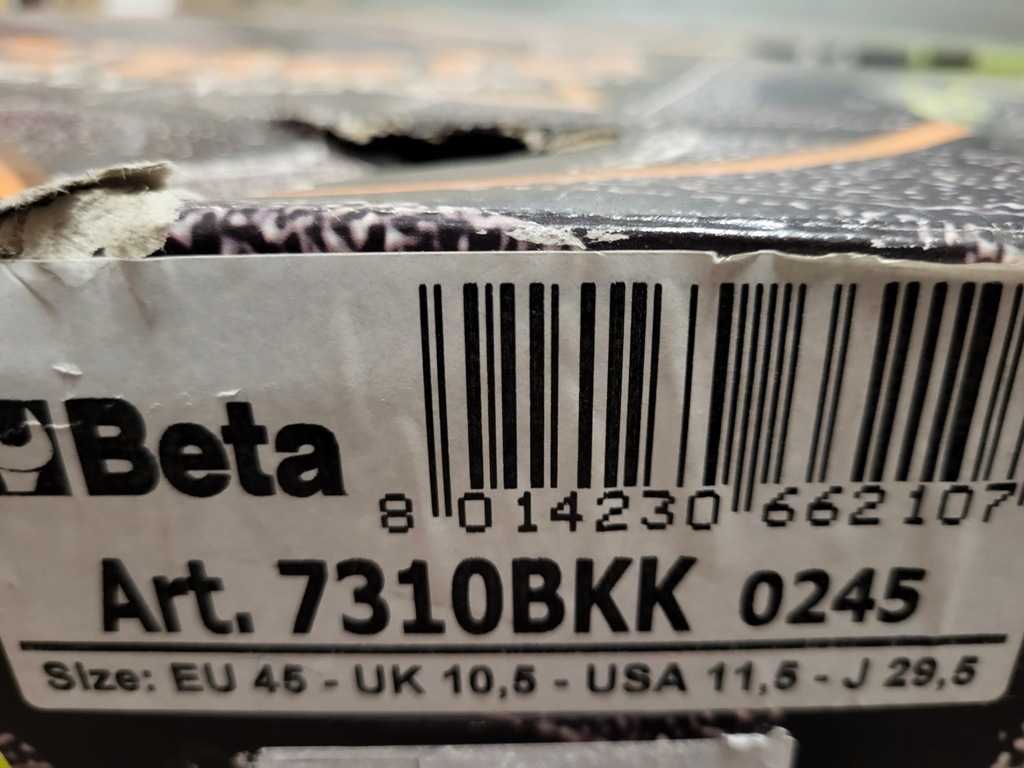 Beta
8 014230 662107
Art. 7310BKK 0245
Size: EU 45 - UK 10,5 - USA 11,5 - J 29,5